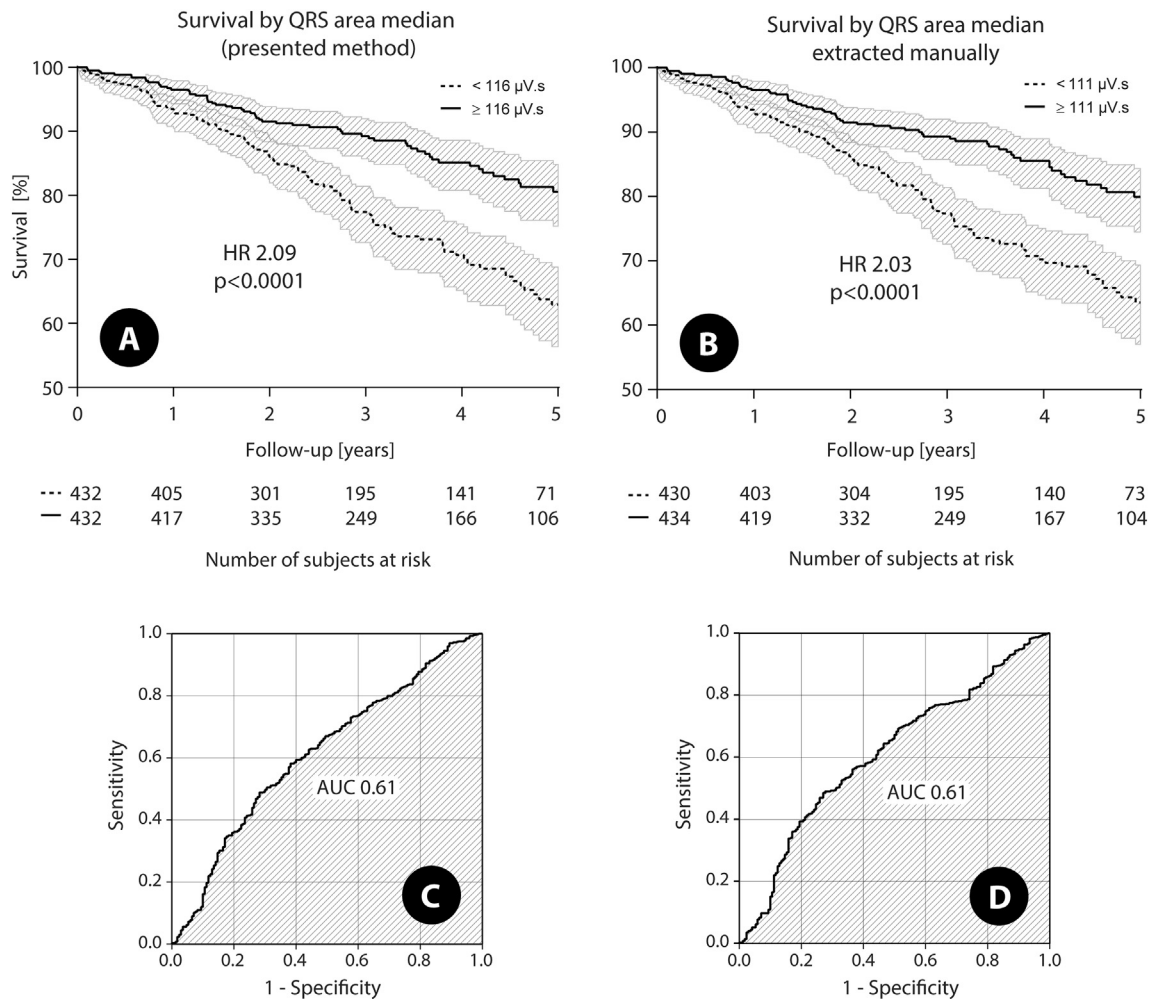 Survival by QRS area median
(presented method)
100
90
80
70
60
50
Survival [%]
< 116 µV.s
≥ 116 µV.s
HR 2.09
p<0.0001
A
0 1 2 3 4 5
Follow-up [years]
432 405 301 195 141 71
432 417 335 249 166 106
Number of subjects at risk
Survival by QRS area median
extracted manually
100
90
80
70
60
50
< 111 µV.s
≥ 111 µV.s
HR 2.03
p<0.0001
B
0 1 2 3 4 5
Follow-up [years]
430 403 304 195 140 73
434 419 332 249 167 104
Number of subjects at risk
1.0
0.8
0.6
0.4
0.2
0.0
Sensitivity
AUC 0.61
C
0.0 0.2 0.4 0.6 0.8 1.0
1 - Specificity
1.0
0.8
0.6
0.4
0.2
0.0
Sensitivity
AUC 0.61
D
0.0 0.2 0.4 0.6 0.8 1.0
1 - Specificity